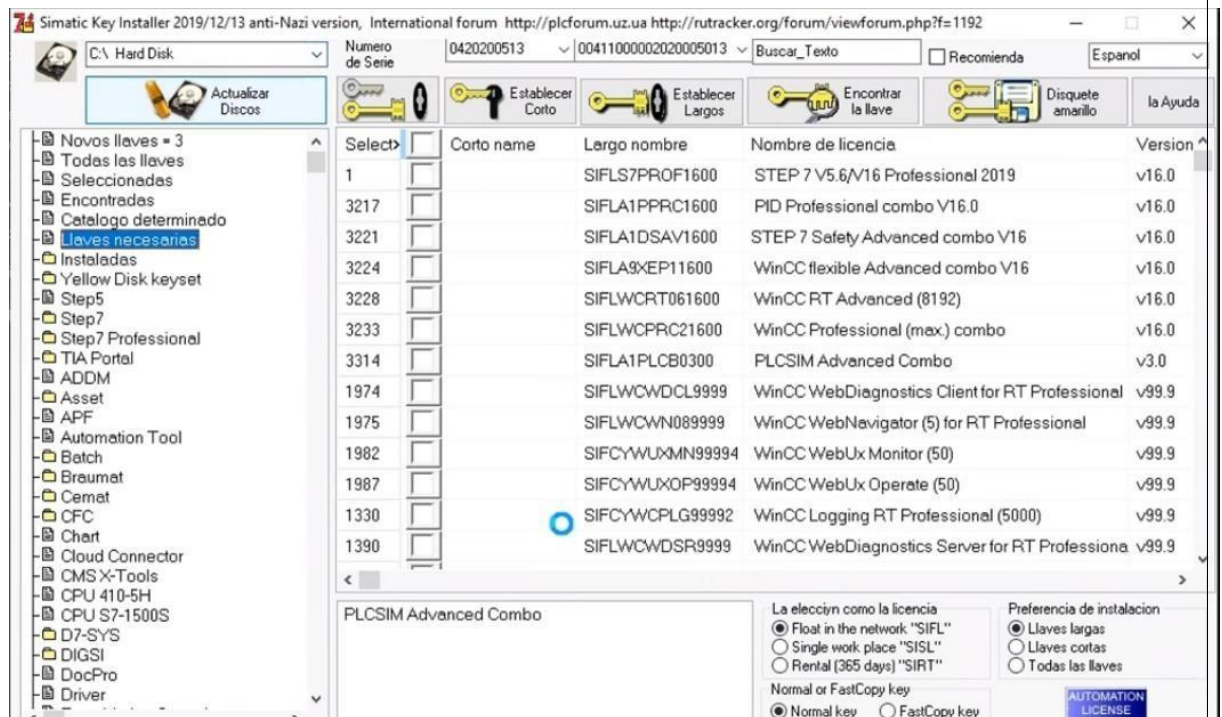 Simatic Key Installer 2019/12/13 anti-Nazi version, International forum http://plcforum.uz.ua http://rutracker.org/forum/viewforum.php?f=1192
C:\ Hard Disk
Numero de Serie
0420200513
00411000002020005013
Buscar_Texto
Recomienda
Espanol
Actualizar Discos
Establecer Corto
Establecer Largos
Encontrar la llave
Disquete amarillo
la Ayuda
Novos llaves = 3
Todas las llaves
Seleccionadas
Encontradas
Catalogo determinado
Llaves necesarias
Instaladas
Yellow Disk keyset
Step5
Step7
Step7 Professional
TIA Portal
ADDM
Asset
APF
Automation Tool
Batch
Braumat
Cemat
CFC
Chart
Cloud Connector
CMS X-Tools
CPU 410-5H
CPU S7-1500S
D7-SYS
DIGSI
DocPro
Driver
Select> Corto name Largo nombre Nombre de licencia Version
1 SIFLS7PROF1600 STEP 7 V5.6/V16 Professional 2019 v16.0
3217 SIFLA1PPRC1600 PID Professional combo V16.0 v16.0
3221 SIFLA1DSAV1600 STEP 7 Safety Advanced combo V16 v16.0
3224 SIFLA9XEP11600 WinCC flexible Advanced combo V16 v16.0
3228 SIFLWCRT061600 WinCC RT Advanced (8192) v16.0
3233 SIFLWCPRC21600 WinCC Professional (max.) combo v16.0
3314 SIFLA1PLCB0300 PLCSIM Advanced Combo v3.0
1974 SIFLWCWDCL9999 WinCC WebDiagnostics Client for RT Professional v99.9
1975 SIFLWCWN089999 WinCC WebNavigator (5) for RT Professional v99.9
1982 SIFCYWUXMN99994 WinCC WebUx Monitor (50) v99.9
1987 SIFCYWUXOP99994 WinCC WebUx Operate (50) v99.9
1330 SIFCYWCPLG99992 WinCC Logging RT Professional (5000) v99.9
1390 SIFLWCWDSR9999 WinCC WebDiagnostics Server for RT Professiona v99.9
PLCSIM Advanced Combo
La elecciyn como la licencia
Float in the network "SIFL"
Single work place "SISL"
Rental (365 days) "SIRT"
Normal or FastCopy key
Normal key FastCopy key
Preferencia de instalacion
Llaves largas
Llaves cortas
Todas las llaves
AUTOMATION
LICENSE